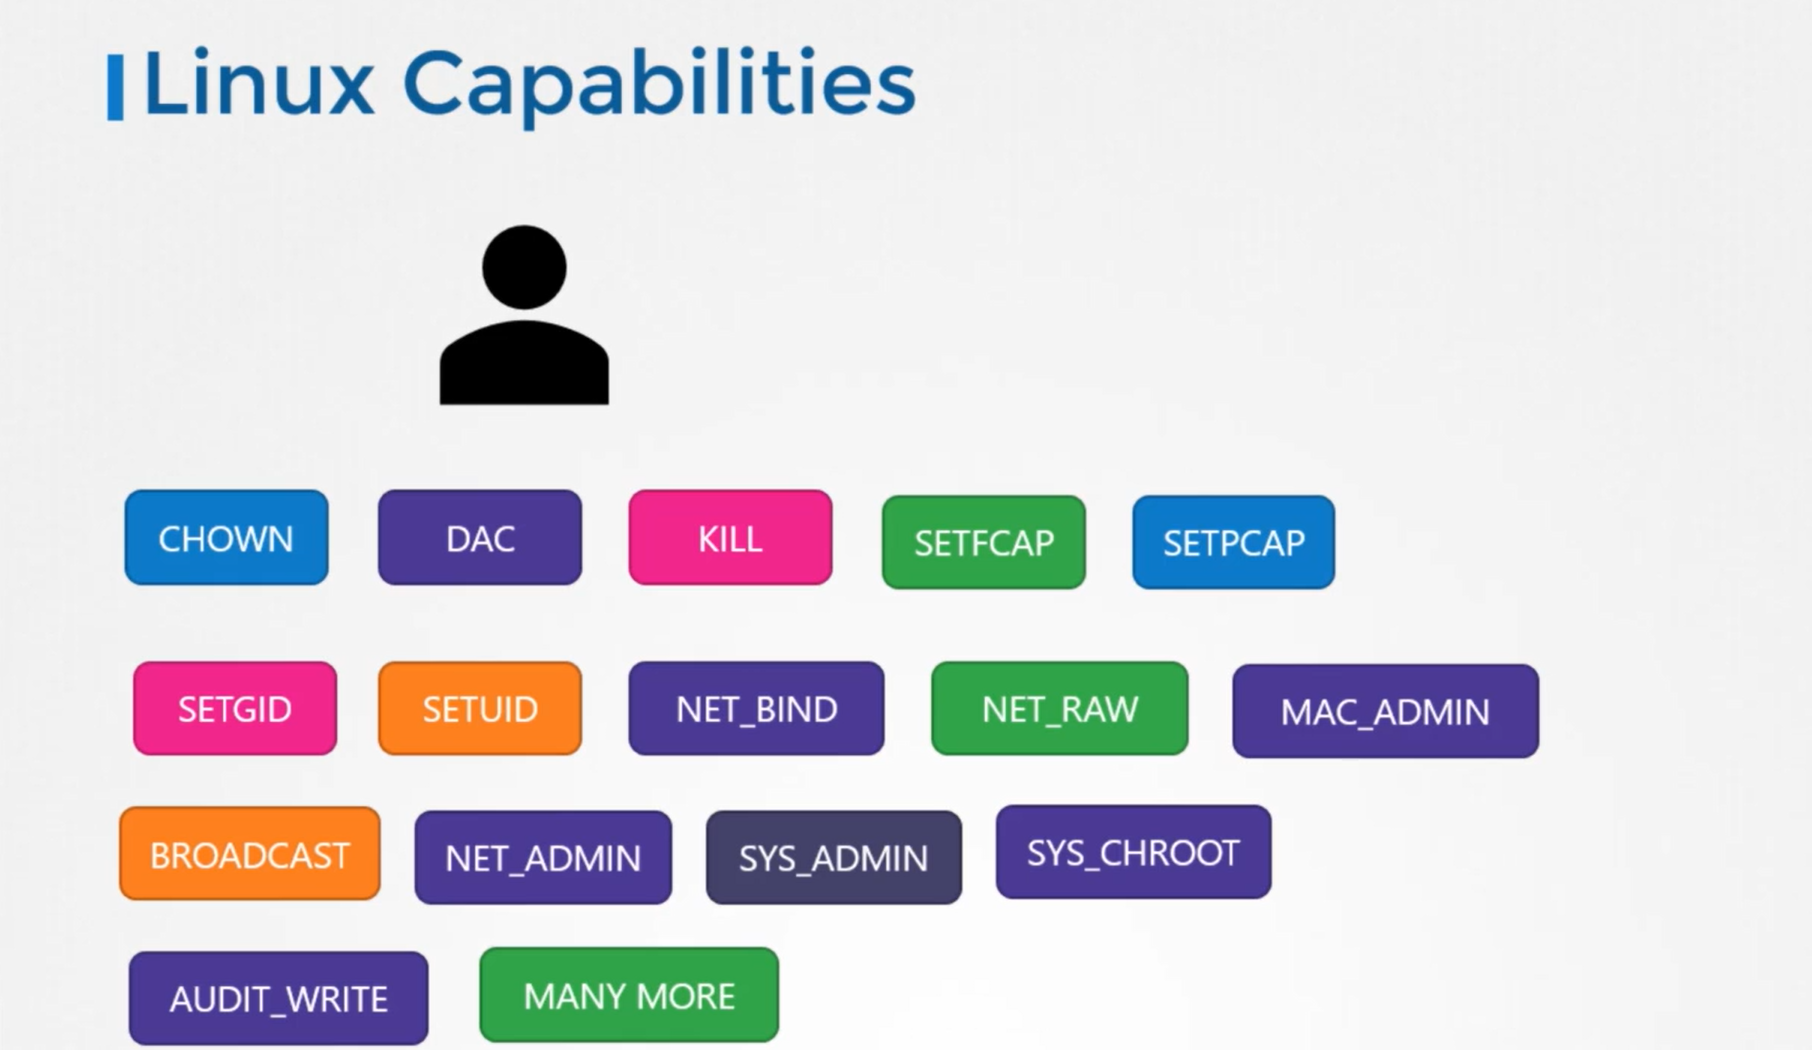 Linux Capabilities
CHOWN
DAC
KILL
SETFCAP
SETPCAP
SETGID
SETUID
NET_BIND
NET_RAW
MAC_ADMIN
BROADCAST
NET_ADMIN
SYS_ADMIN
SYS_CHROOT
AUDIT_WRITE
MANY MORE